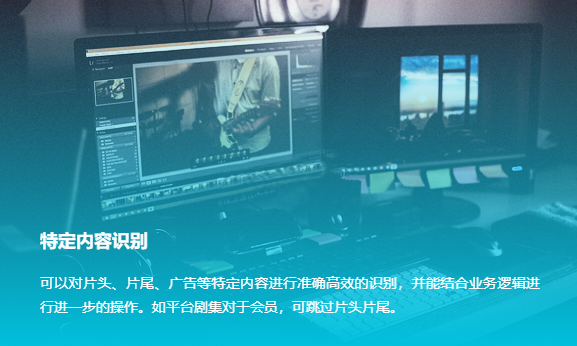 特定内容识别
可以对片头、片尾、广告等特定内容进行准确高效的识别，并能结合业务逻辑进
行进一步的操作。如平台剧集对于会员，可跳过片头片尾。